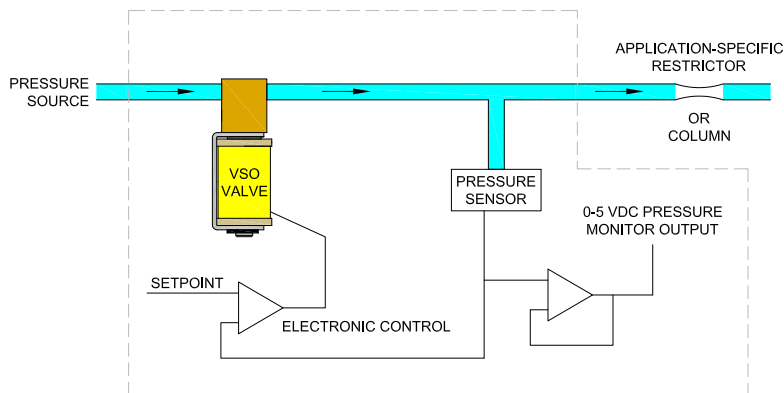 APPLICATION-SPECIFIC
RESTRICTOR
PRESSURE
SOURCE
OR
COLUMN
VSO
VALVE
PRESSURE
SENSOR
0-5 VDC PRESSURE
MONITOR OUTPUT
SETPOINT
ELECTRONIC CONTROL